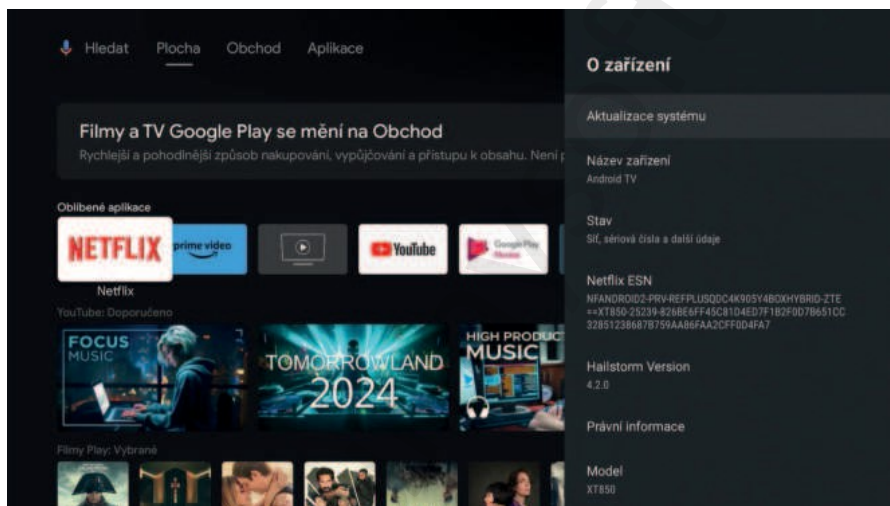 Hledat Plocha Obchod Aplikace
Filmy a TV Google Play se mění na Obchod
Rychlejší a pohodlnější způsob nakupování, vypůjčování a přístupu k obsahu. Není
Oblíbené aplikace
NETFLIX
prime video
YouTube
Google Play
Movies
Netflix
YouTube: Doporučeno
FOCUS
MUSIC
TOMORROWLAND
2024
HIGH PRODUC
MUSIC
Filmy Play: Vybrané
O zařízení
Aktualizace systému
Název zařízení
Android TV
Stav
Síť, sériová čísla a další údaje
Netflix ESN
NFANDROID2-PRV-REFPLUSQDC4K905Y4BOXHYBRID-ZTE
==XT850-25239-826BE6FF45C81D4ED7F1B2F0D7B651CC
32851238687B759AA86FAA2CFF0D4FA7
Hailstorm Version
4.2.0
Právní informace
Model
XT850